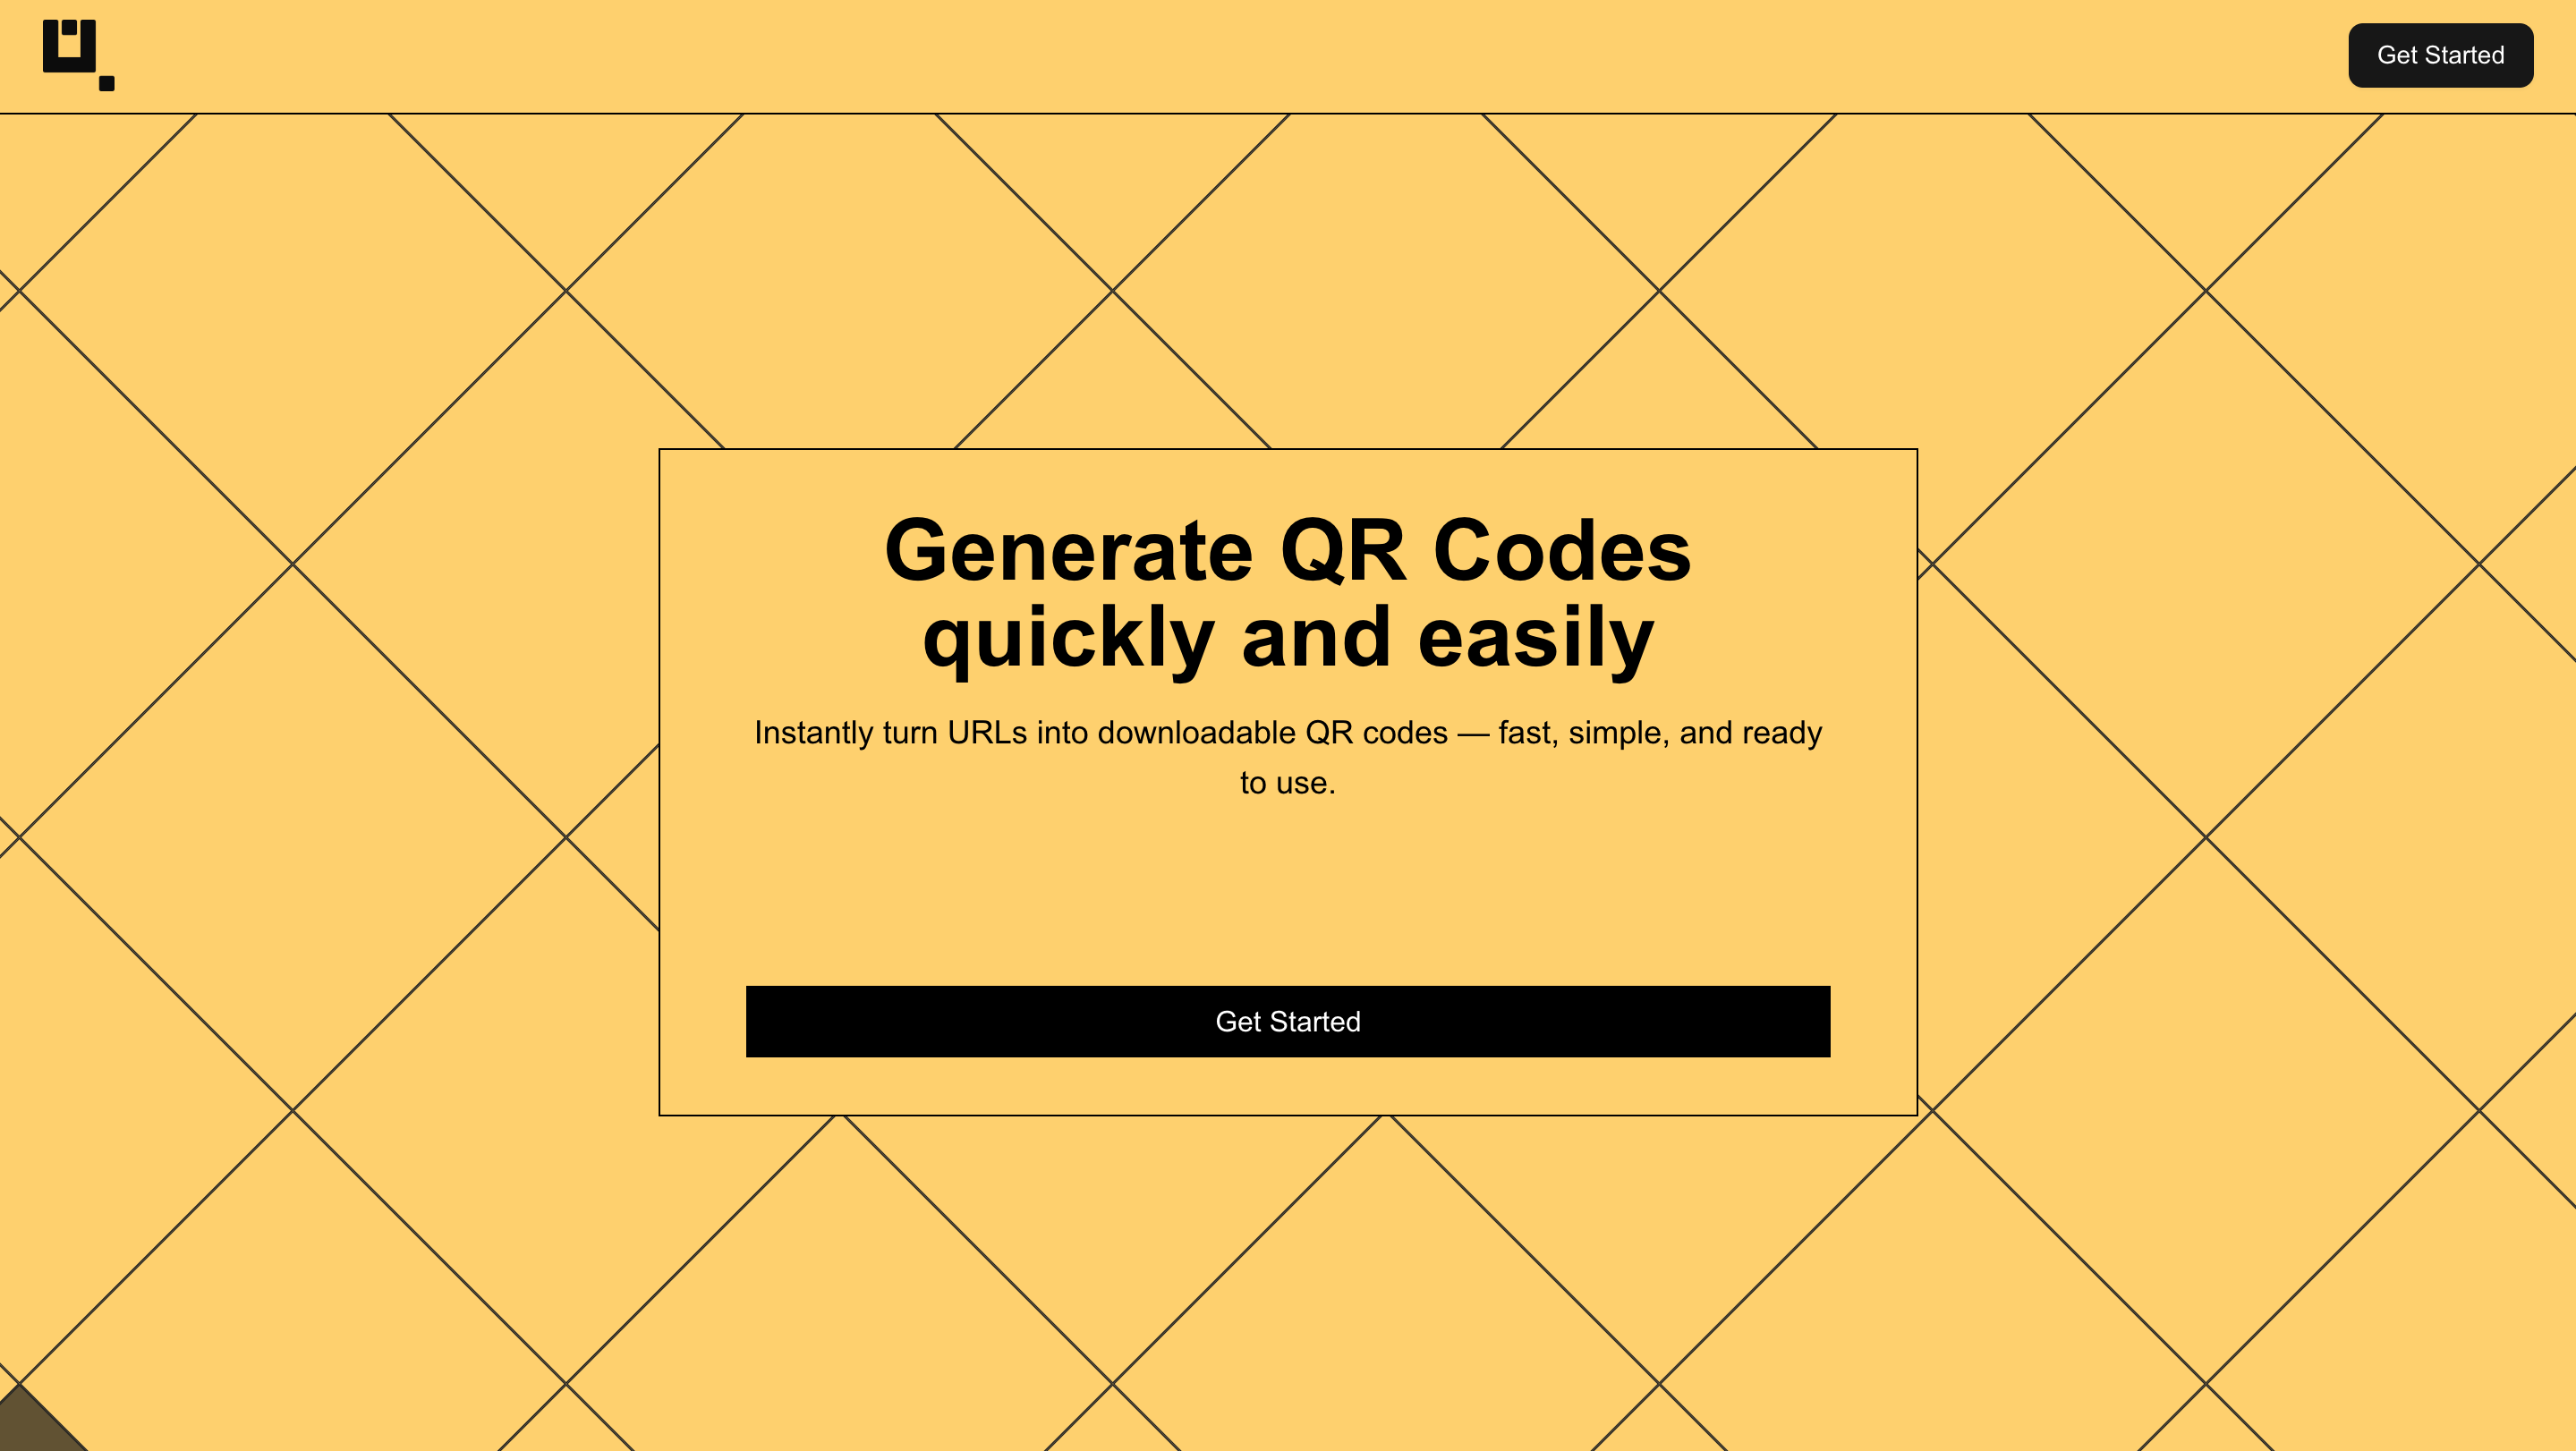 Get Started
Generate QR Codes
quickly and easily
Instantly turn URLs into downloadable QR codes — fast, simple, and ready
to use.
Get Started